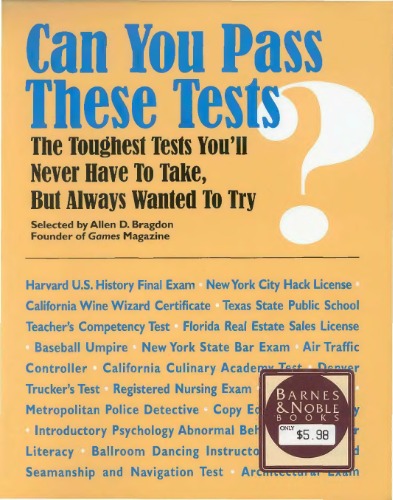 Can You Pass
These Tests
?
The Toughest Tests You'll
Never Have To Take,
But Always Wanted To Try
Selected by Allen D. Bragdon
Founder of Games Magazine
Harvard U.S. History Final Exam · New York City Hack License ·
California Wine Wizard Certificate · Texas State Public School
Teacher's Competency Test · Florida Real Estate Sales License
· Baseball Umpire · New York State Bar Exam · Air Traffic
Controller · California Culinary Academy Test · Denver
Trucker's Test · Registered Nursing Exam
Metropolitan Police Detective · Copy
· Introductory Psychology Abnormal
Literacy · Ballroom Dancing
Seamanship and Navigation Test · Architectural Exam
BARNES
& NOBLE
BOOKS
ONLY
$5.98